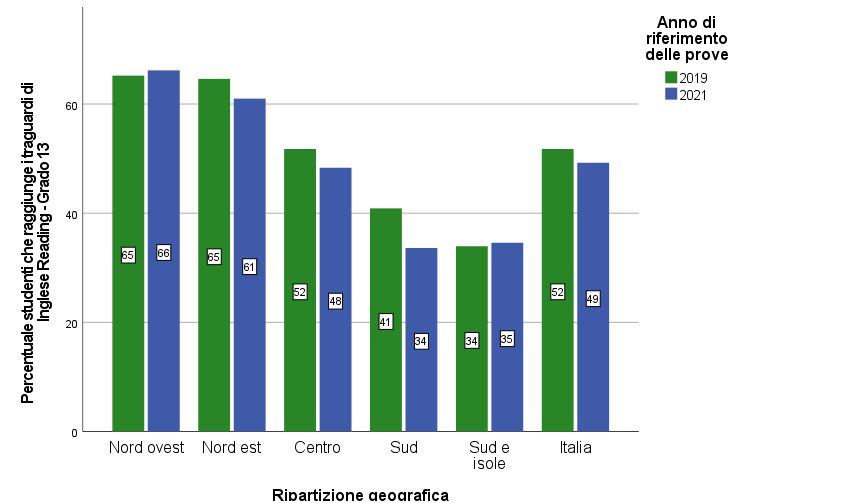 Anno di
riferimento
delle prove
2019
2021
Percentuale studenti che raggiunge i traguardi di
Inglese Reading - Grado 13
60
40
20
0
65
66
65
61
52
48
41
34
34
35
52
49
Nord ovest
Nord est
Centro
Sud
Sud e
isole
Italia
Ripartizione geografica